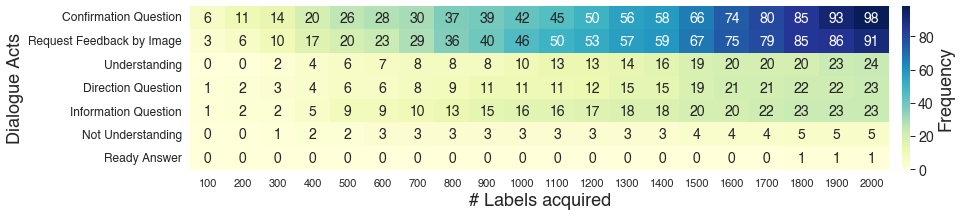 Dialogue Acts
Confirmation Question 6 11 14 20 26 28 30 37 39 42 45 50 56 58 66 74 80 85 93 98
Request Feedback by Image 3 6 10 17 20 23 29 36 40 46 50 53 57 59 67 75 79 85 86 91
Understanding 0 0 2 4 6 7 8 8 8 10 13 13 14 16 19 20 20 20 23 24
Direction Question 1 2 3 4 6 6 8 9 11 11 11 12 15 15 19 21 21 22 22 23
Information Question 1 2 2 5 9 9 10 13 15 16 16 17 18 18 20 20 22 23 23 23
Not Understanding 0 0 1 2 2 3 3 3 3 3 3 3 3 3 4 4 4 5 5 5
Ready Answer 0 0 0 0 0 0 0 0 0 0 0 0 0 0 0 0 0 1 1 1
100 200 300 400 500 600 700 800 900 1000 1100 1200 1300 1400 1500 1600 1700 1800 1900 2000
# Labels acquired
80
60
40
20
0
Frequency